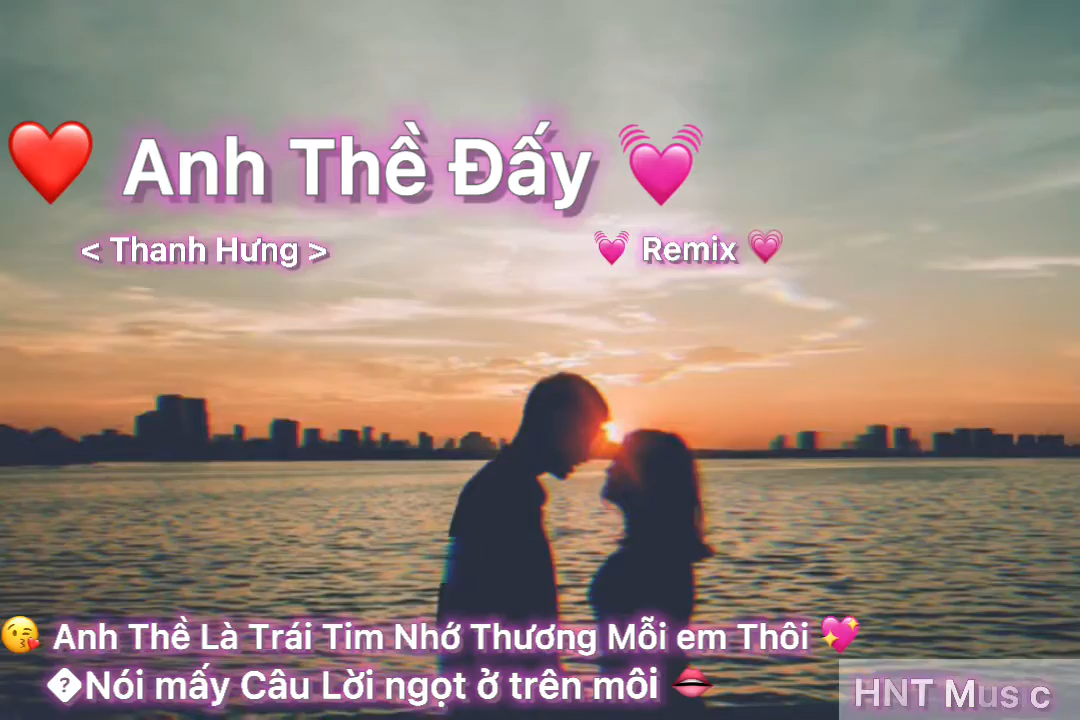 ❤️ Anh Thề Đấy 💓
< Thanh Hưng > 💓 Remix 💗
😘 Anh Thề Là Trái Tim Nhớ Thương Mỗi em Thôi 💖
�Nói mấy Câu Lời ngọt ở trên môi 👄
HNT Mus c